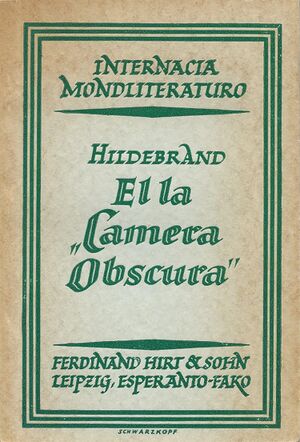 INTERNACIA
MONDLITERATURO
HILDEBRAND
El la
„Camera
Obscura"
FERDINAND HIRT & SOHN
LEIPZIG, ESPERANTO-FAKO
SCHWARZKOPF